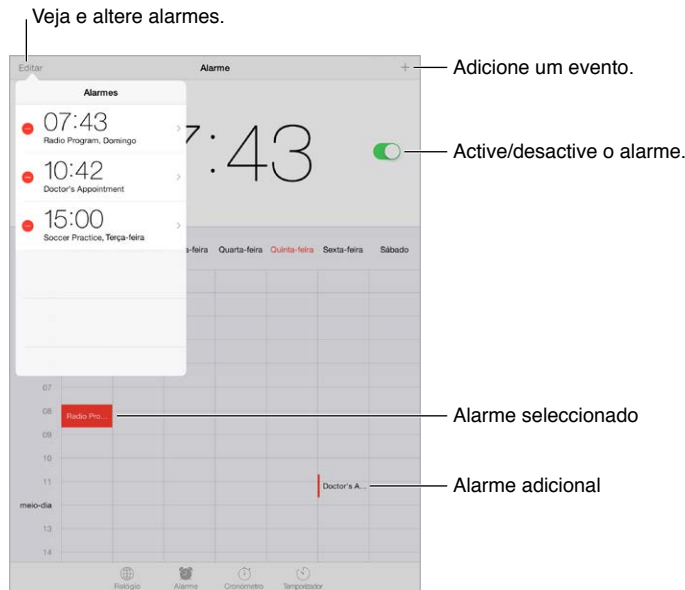 Veja e altere alarmes.
Editar
Alarme
Adicione um evento.
Alarmes
07:43
Radio Program, Domingo
10:42
Doctor's Appointment
15:00
Soccer Practice, Terça-feira
7:43
Active/desactive o alarme.
a-feira Quarta-feira Quinta-feira Sexta-feira Sábado
07
08 Radio Pro...
Alarme seleccionado
09
10
11 Doctor's A...
Alarme adicional
meio-dia
13
14
Relógio Alarme Cronómetro Temporizador